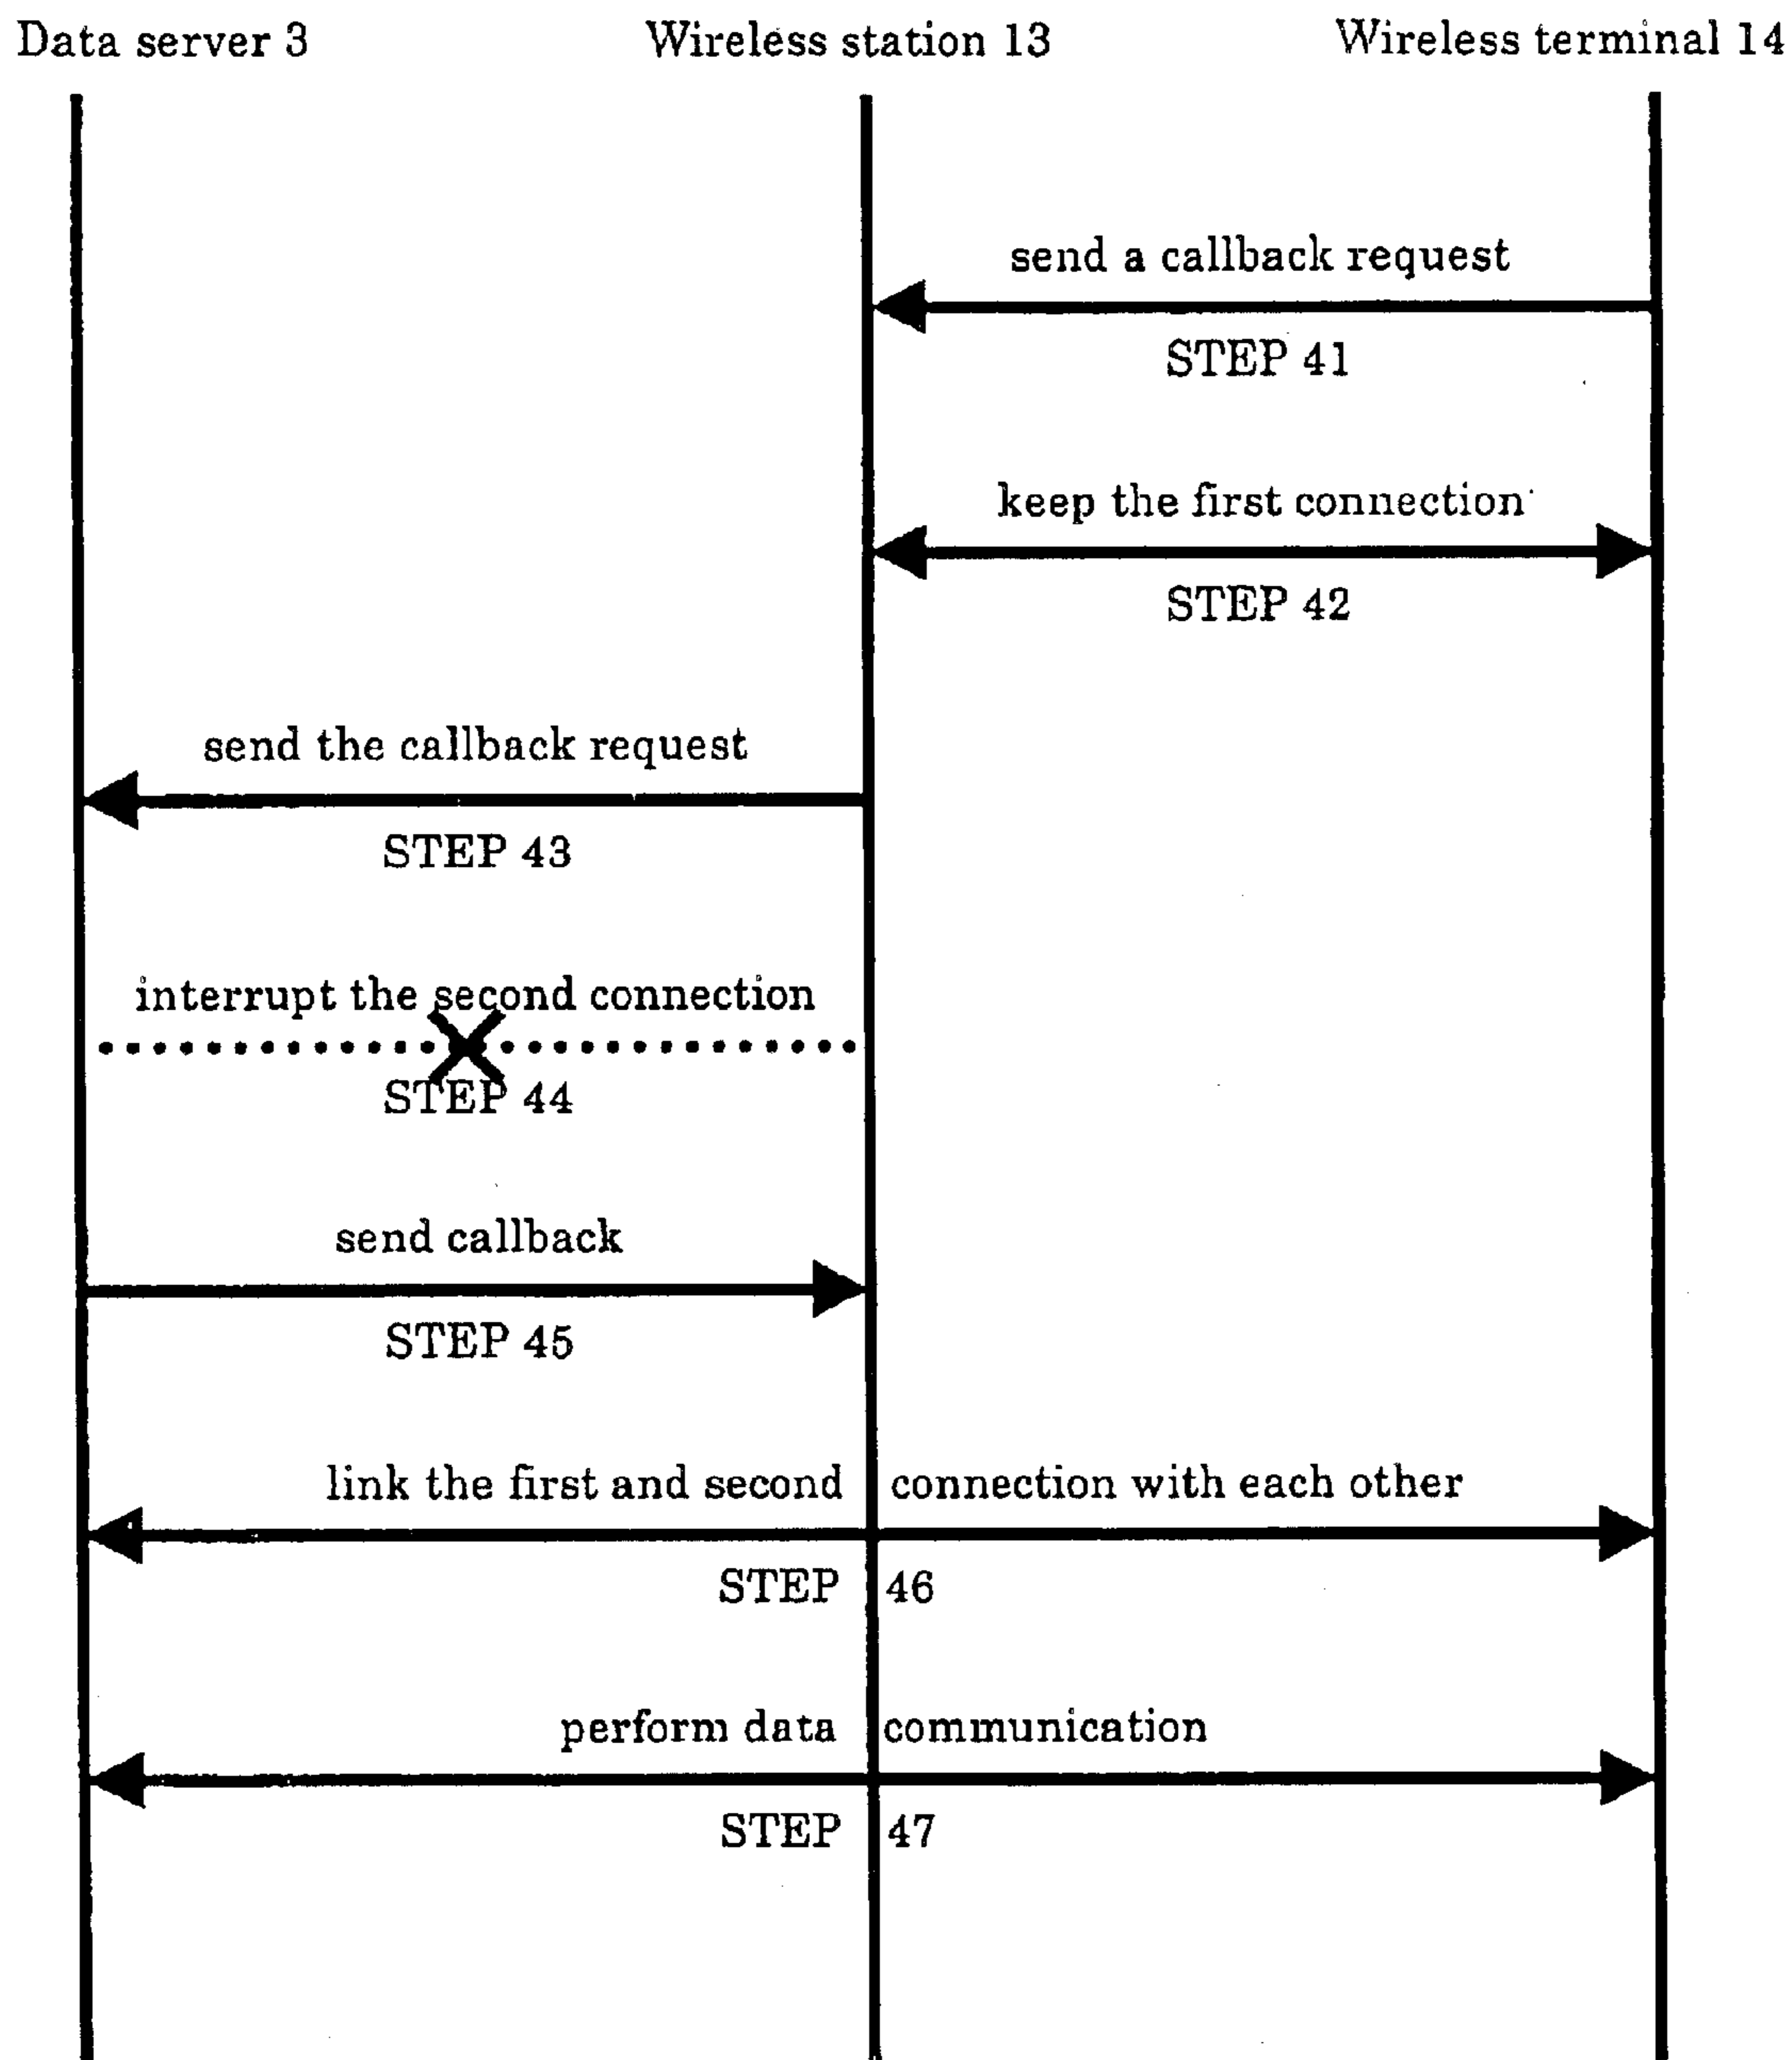 Data server 3 Wireless station 13 Wireless terminal 14
send a callback request
STEP 41
keep the first connection
STEP 42
send the callback request
STEP 43
interrupt the second connection
STEP 44
send callback
STEP 45
link the first and second connection with each other
STEP 46
perform data communication
STEP 47